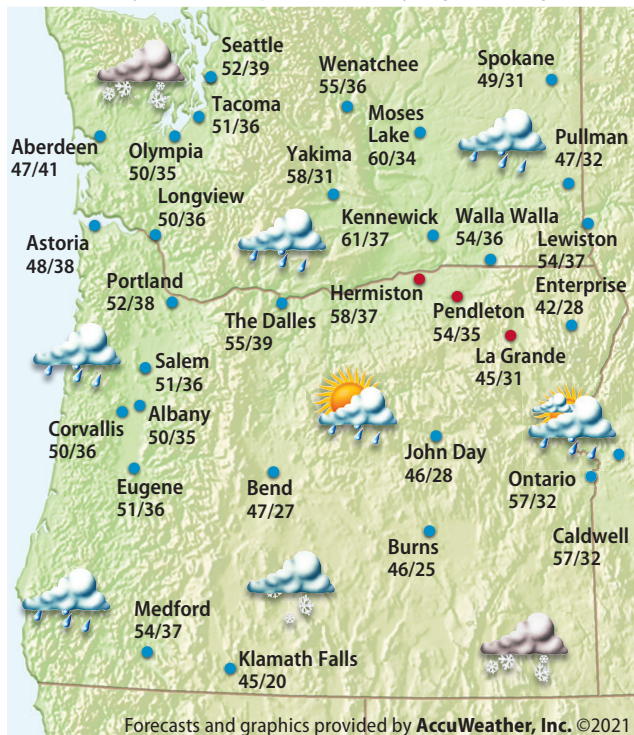 Seattle
52/39
Wenatchee
55/36
Spokane
49/31
Tacoma
51/36
Moses
Lake
60/34
Aberdeen
47/41
Olympia
50/35
Yakima
58/31
Pullman
47/32
Longview
50/36
Kennewick
61/37
Walla Walla
54/36
Lewiston
54/37
Astoria
48/38
Portland
52/38
The Dalles
55/39
Hermiston
58/37
Pendleton
54/35
Enterprise
42/28
La Grande
45/31
Salem
51/36
Albany
50/35
Corvallis
50/36
John Day
46/28
Ontario
57/32
Eugene
51/36
Bend
47/27
Burns
46/25
Caldwell
57/32
Medford
54/37
Klamath Falls
45/20
Forecasts and graphics provided by AccuWeather, Inc. ©2021